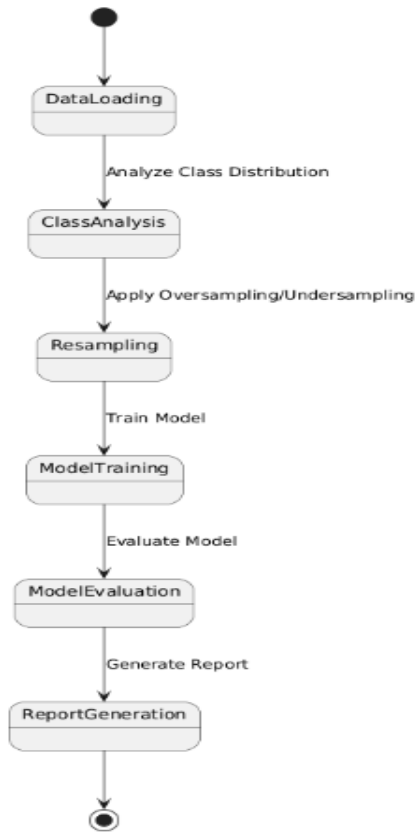 DataLoading
Analyze Class Distribution
ClassAnalysis
Apply Oversampling/Undersampling
Resampling
Train Model
ModelTraining
Evaluate Model
ModelEvaluation
Generate Report
ReportGeneration